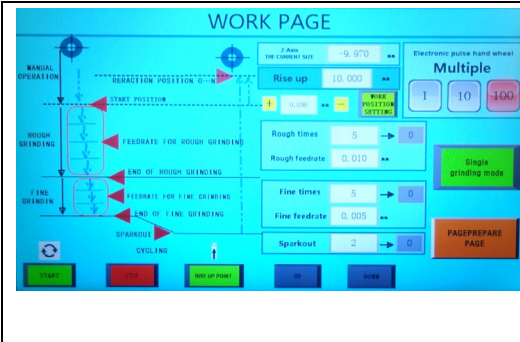 WORK PAGE
MANUAL
OPERATION
RERACTION POSITION 0--N
START POSITION
ROUGH
GRINDING
FEEDRATE FOR ROUGH GRINDING
END OF ROUGH GRINDING
FINE
GRINDIN
FEEDRATE FOR FINE GRINDING
END OF FINE GRINDING
SPARKOUT
CYCLING
Z-Axis
THE CURRENT SIZE
-9.970
Rise up
10.000
+
0.000
-
WORK
POSITION
SETTING
Electronic pulse hand wheel
Multiple
1 10 100
Rough times 5 → 0
Rough feedrate 0.010
Fine times 5 → 0
Fine feedrate 0.005
Sparkout 2 → 0
Single
grinding mode
PAGEPREPARE
PAGE
START
STOP
RISE UP POINT
UP
DOWN